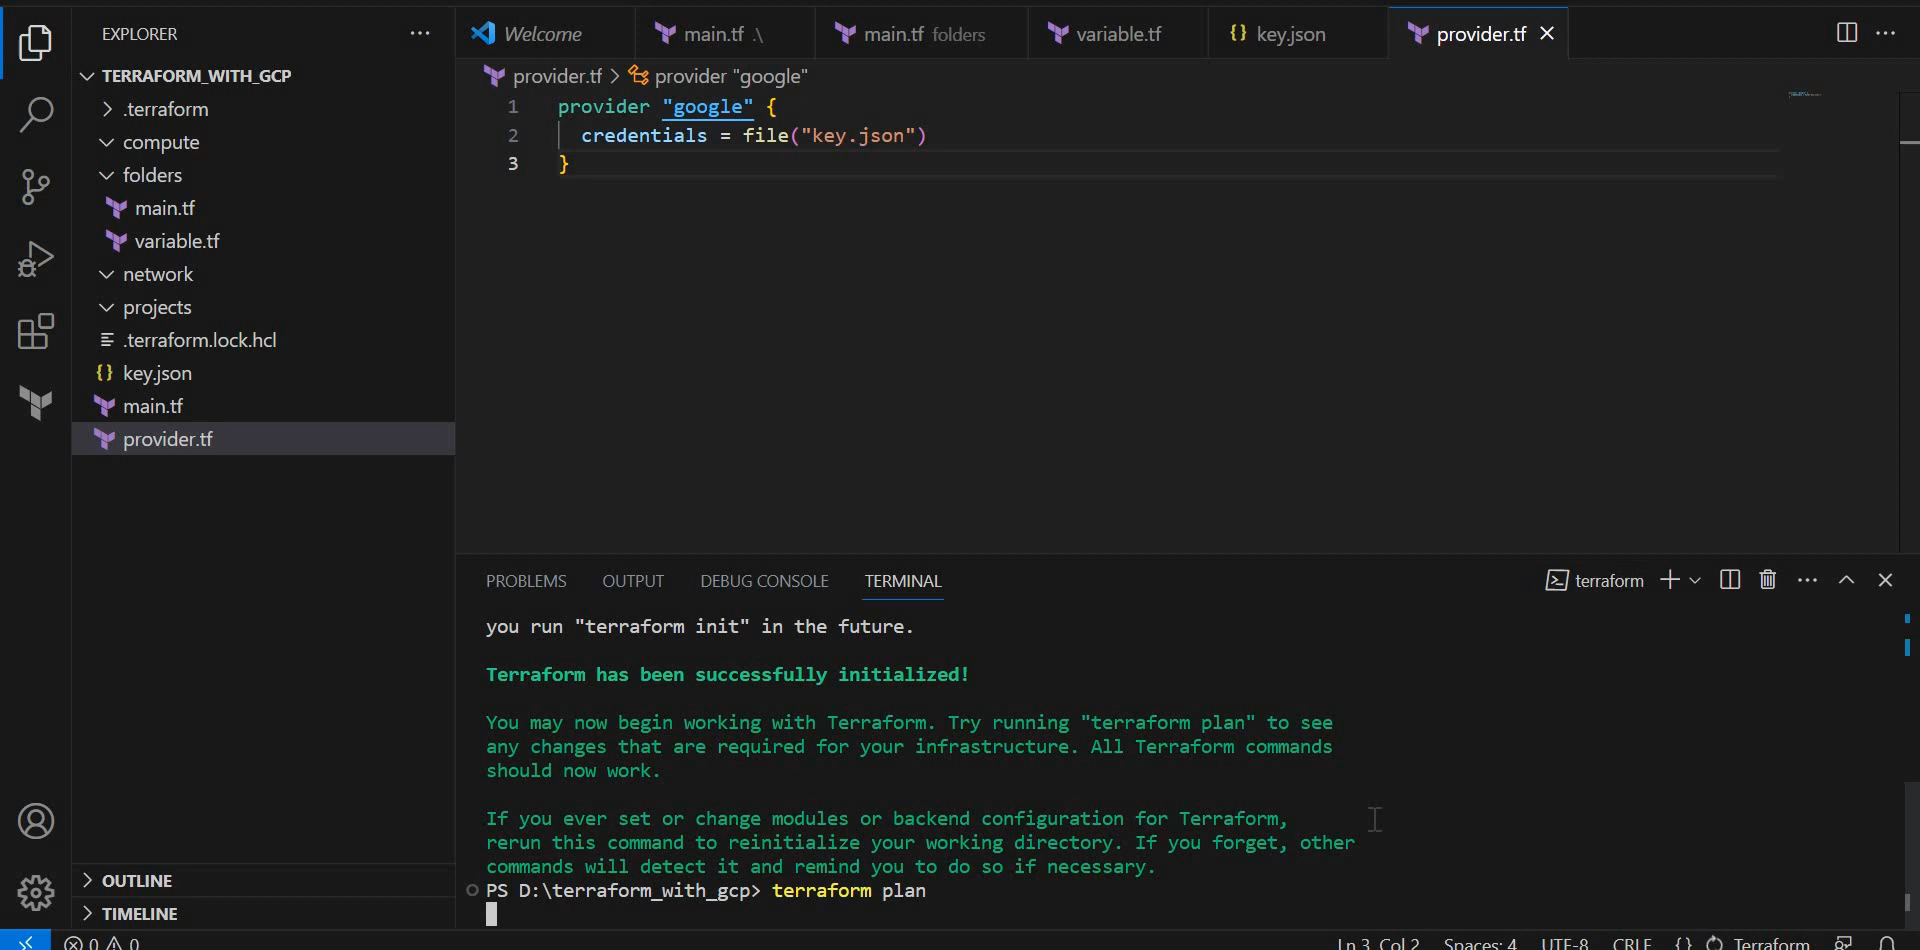 EXPLORER
TERRAFORM_WITH_GCP
.terraform
compute
folders
main.tf
variable.tf
network
projects
.terraform.lock.hcl
key.json
main.tf
provider.tf
OUTLINE
TIMELINE
Welcome
main.tf .\
main.tf folders
variable.tf
key.json
provider.tf
provider.tf > provider "google"
1 provider "google" {
2 credentials = file("key.json")
3 }
PROBLEMS OUTPUT DEBUG CONSOLE TERMINAL
terraform
you run "terraform init" in the future.
Terraform has been successfully initialized!
You may now begin working with Terraform. Try running "terraform plan" to see
any changes that are required for your infrastructure. All Terraform commands
should now work.
If you ever set or change modules or backend configuration for Terraform,
rerun this command to reinitialize your working directory. If you forget, other
commands will detect it and remind you to do so if necessary.
PS D:\terraform_with_gcp> terraform plan
0 0 Ln 3, Col 2 Spaces: 4 UTF-8 CRLF {} Terraform